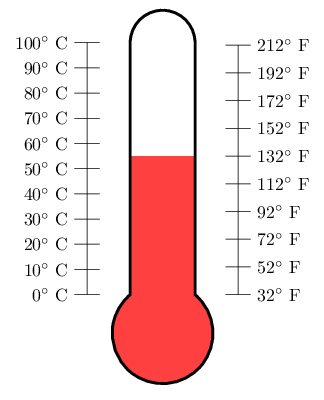 100° C
90° C
80° C
70° C
60° C
50° C
40° C
30° C
20° C
10° C
0° C
212° F
192° F
172° F
152° F
132° F
112° F
92° F
72° F
52° F
32° F